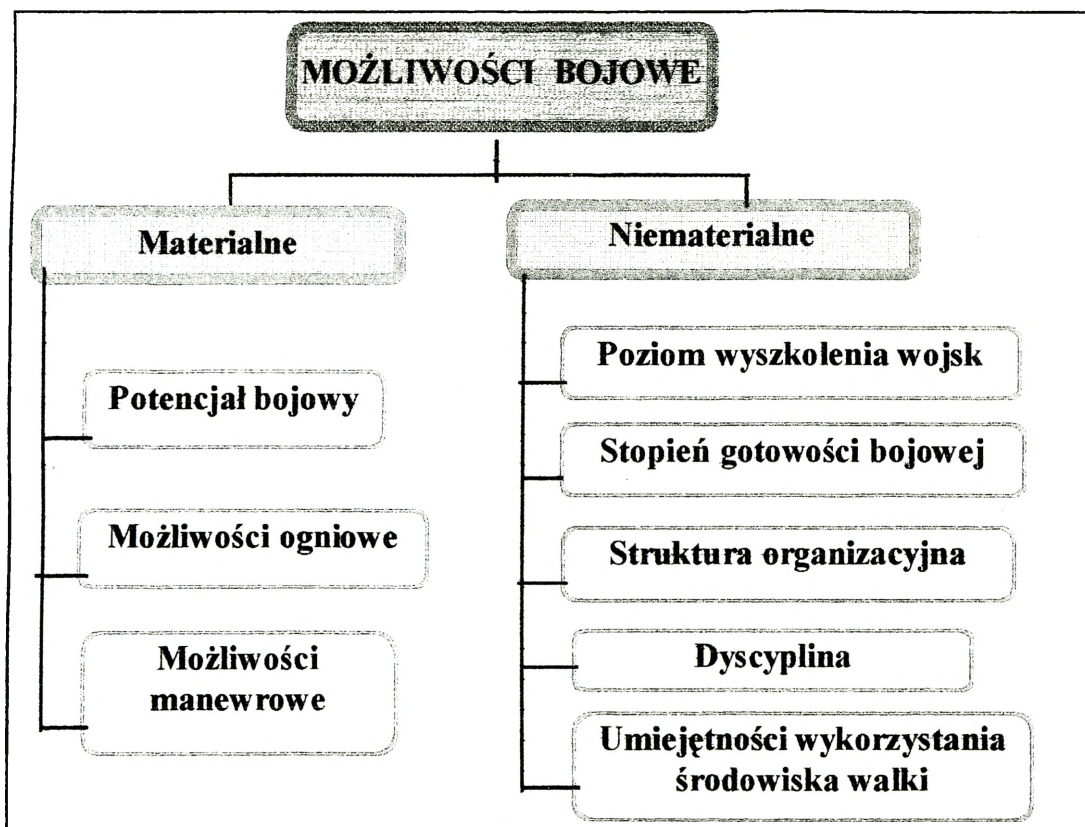 MOŻLIWOŚCI BOJOWE
Materialne
Potencjał bojowy
Możliwości ogniowe
Możliwości
manewrowe
Niematerialne
Poziom wyszkolenia wojsk
Stopień gotowości bojowej
Struktura organizacyjna
Dyscyplina
Umiejętności wykorzystania
środowiska walki